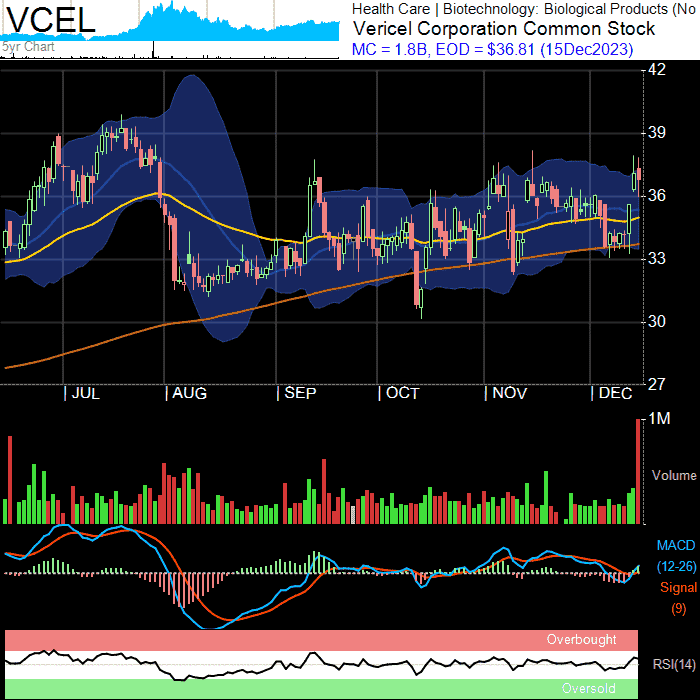 VCEL
5yr Chart
Health Care | Biotechnology: Biological Products (No
Vericel Corporation Common Stock
MC = 1.8B, EOD = $36.81 (15Dec2023)
42
39
36
33
30
27
| JUL | AUG | SEP | OCT | NOV | DEC
1M
Volume
MACD
(12-26)
Signal
(9)
Overbought
RSI(14)
Oversold